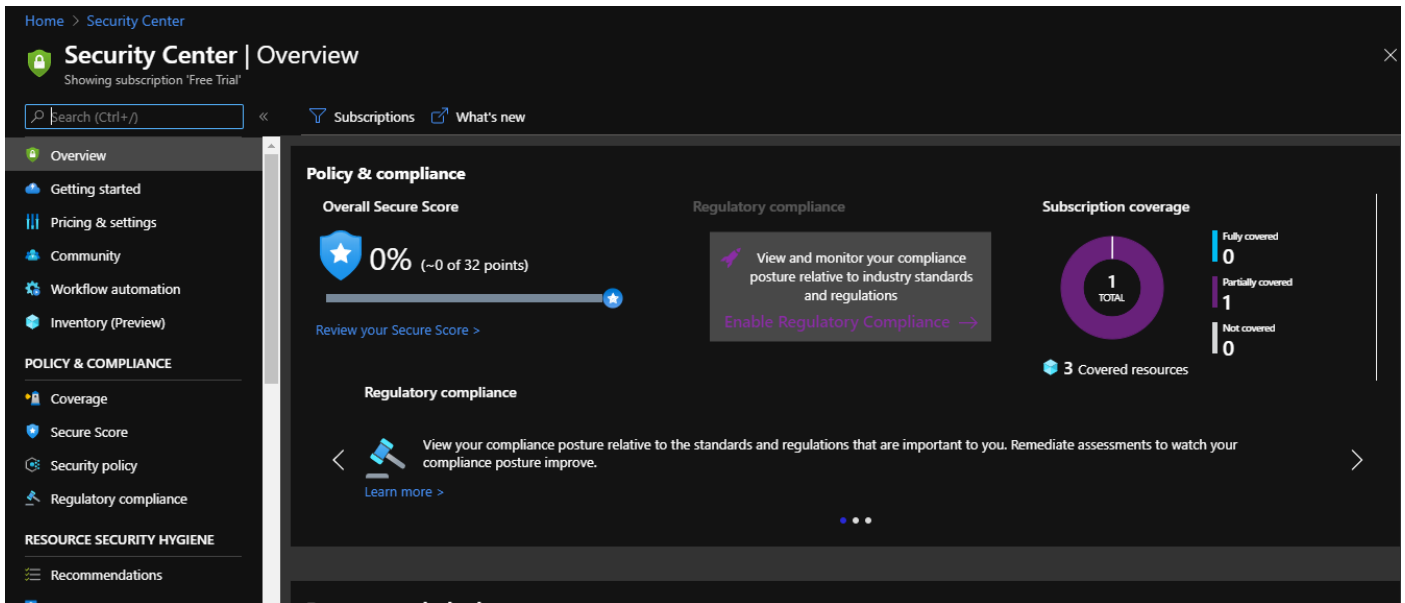 Home > Security Center
Security Center | Overview
Showing subscription 'Free Trial'
Search (Ctrl+/)
«
Subscriptions
What's new
Overview
Getting started
Pricing & settings
Community
Workflow automation
Inventory (Preview)
POLICY & COMPLIANCE
Coverage
Secure Score
Security policy
Regulatory compliance
RESOURCE SECURITY HYGIENE
Recommendations
Policy & compliance
Overall Secure Score
0% (~0 of 32 points)
Review your Secure Score >
Regulatory compliance
View and monitor your compliance
posture relative to industry standards
and regulations
Enable Regulatory Compliance →
Subscription coverage
1
TOTAL
Fully covered
0
Partially covered
1
Not covered
0
3 Covered resources
Regulatory compliance
View your compliance posture relative to the standards and regulations that are important to you. Remediate assessments to watch your
compliance posture improve.
Learn more >